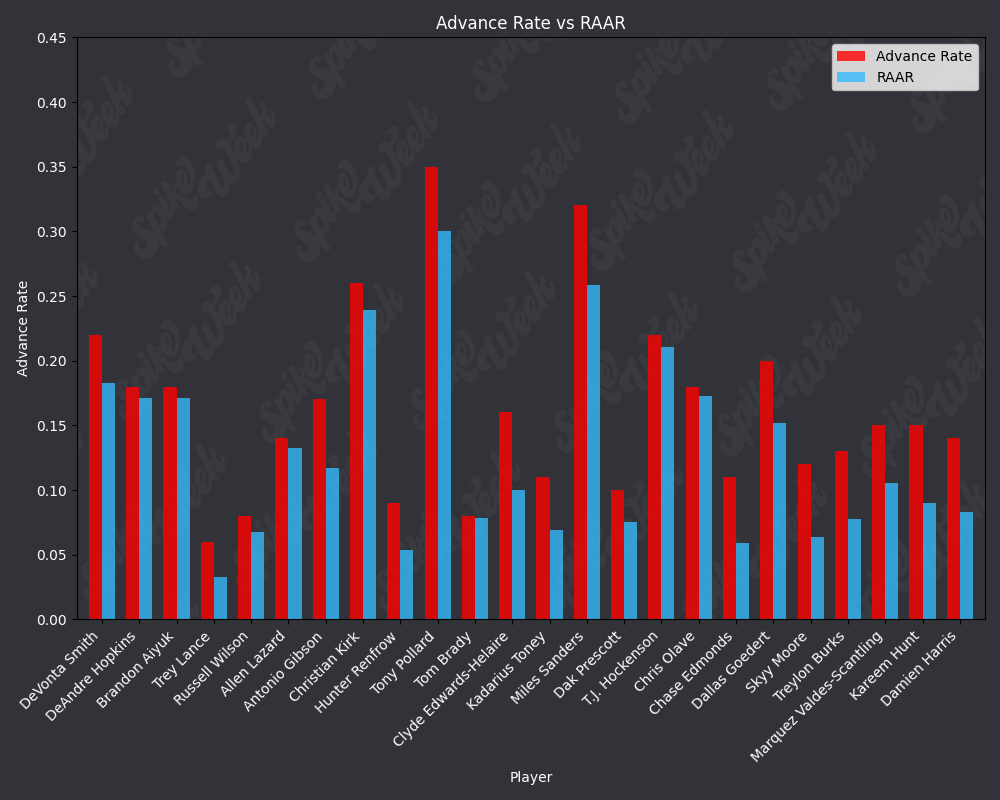 Advance Rate vs RAAR
Advance Rate
RAAR
0.45
0.40
0.35
0.30
0.25
0.20
0.15
0.10
0.05
0.00
Advance Rate
DeVonta Smith
DeAndre Hopkins
Brandon Aiyuk
Trey Lance
Russell Wilson
Allen Lazard
Antonio Gibson
Christian Kirk
Hunter Renfrow
Tony Pollard
Tom Brady
Clyde Edwards-Helaire
Kadarius Toney
Miles Sanders
Dak Prescott
T.J. Hockenson
Chris Olave
Chase Edmonds
Dallas Goedert
Skyy Moore
Treylon Burks
Marquez Valdes-Scantling
Kareem Hunt
Damien Harris
Player
Spike Week